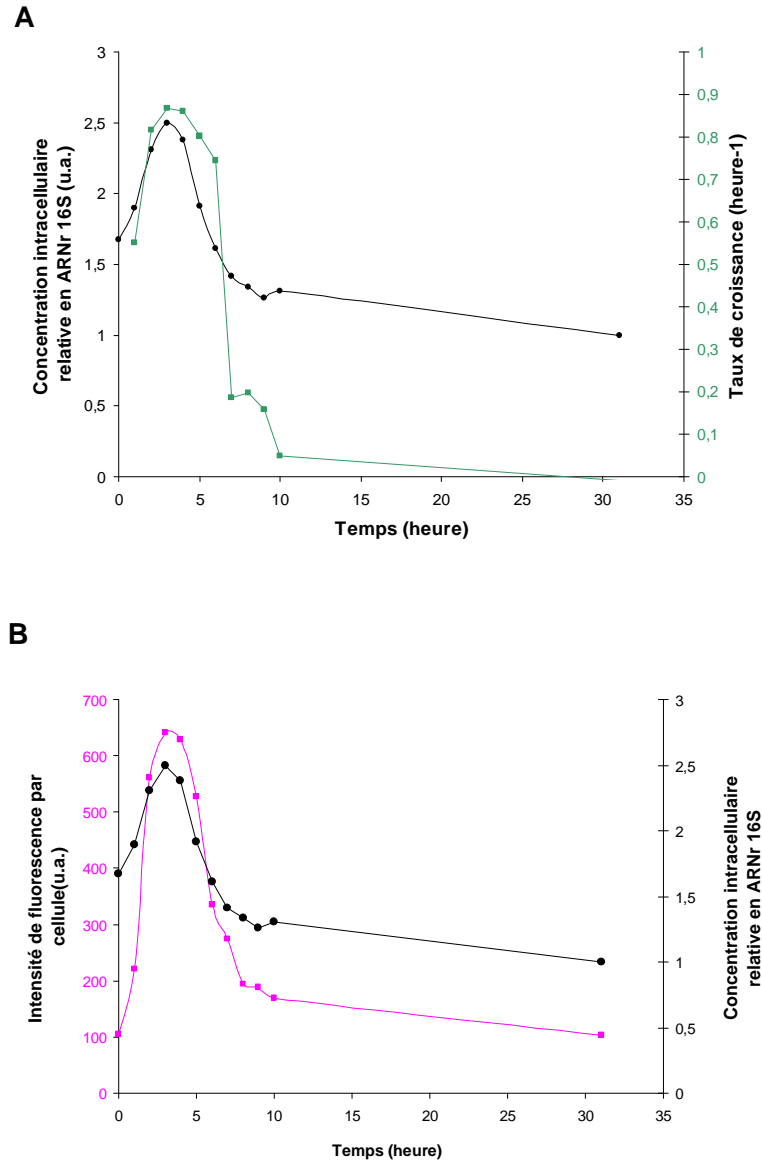 A
Concentration intracellulaire
relative en ARNr 16S (u.a.)
3
2,5
2
1,5
1
0,5
0
1
0,9
0,8
0,7
0,6
0,5
0,4
0,3
0,2
0,1
0
Taux de croissance (heure-1)
0 5 10 15 20 25 30 35
Temps (heure)
B
Intensité de fluorescence par
cellule(u.a.)
700
600
500
400
300
200
100
0
3
2,5
2
1,5
1
0,5
0
Concentration intracellulaire
relative en ARNr 16S
0 5 10 15 20 25 30 35
Temps (heure)